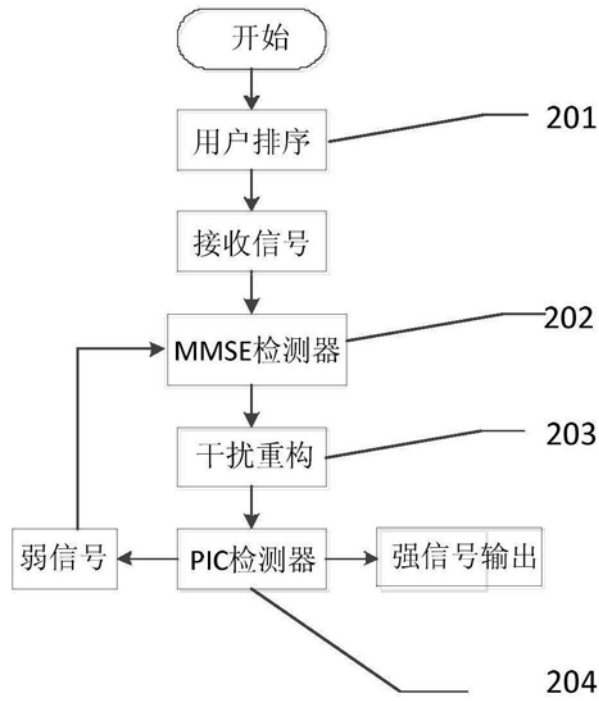 开始
201
用户排序
接收信号
202
MMSE检测器
203
干扰重构
弱信号
PIC检测器
强信号输出
204